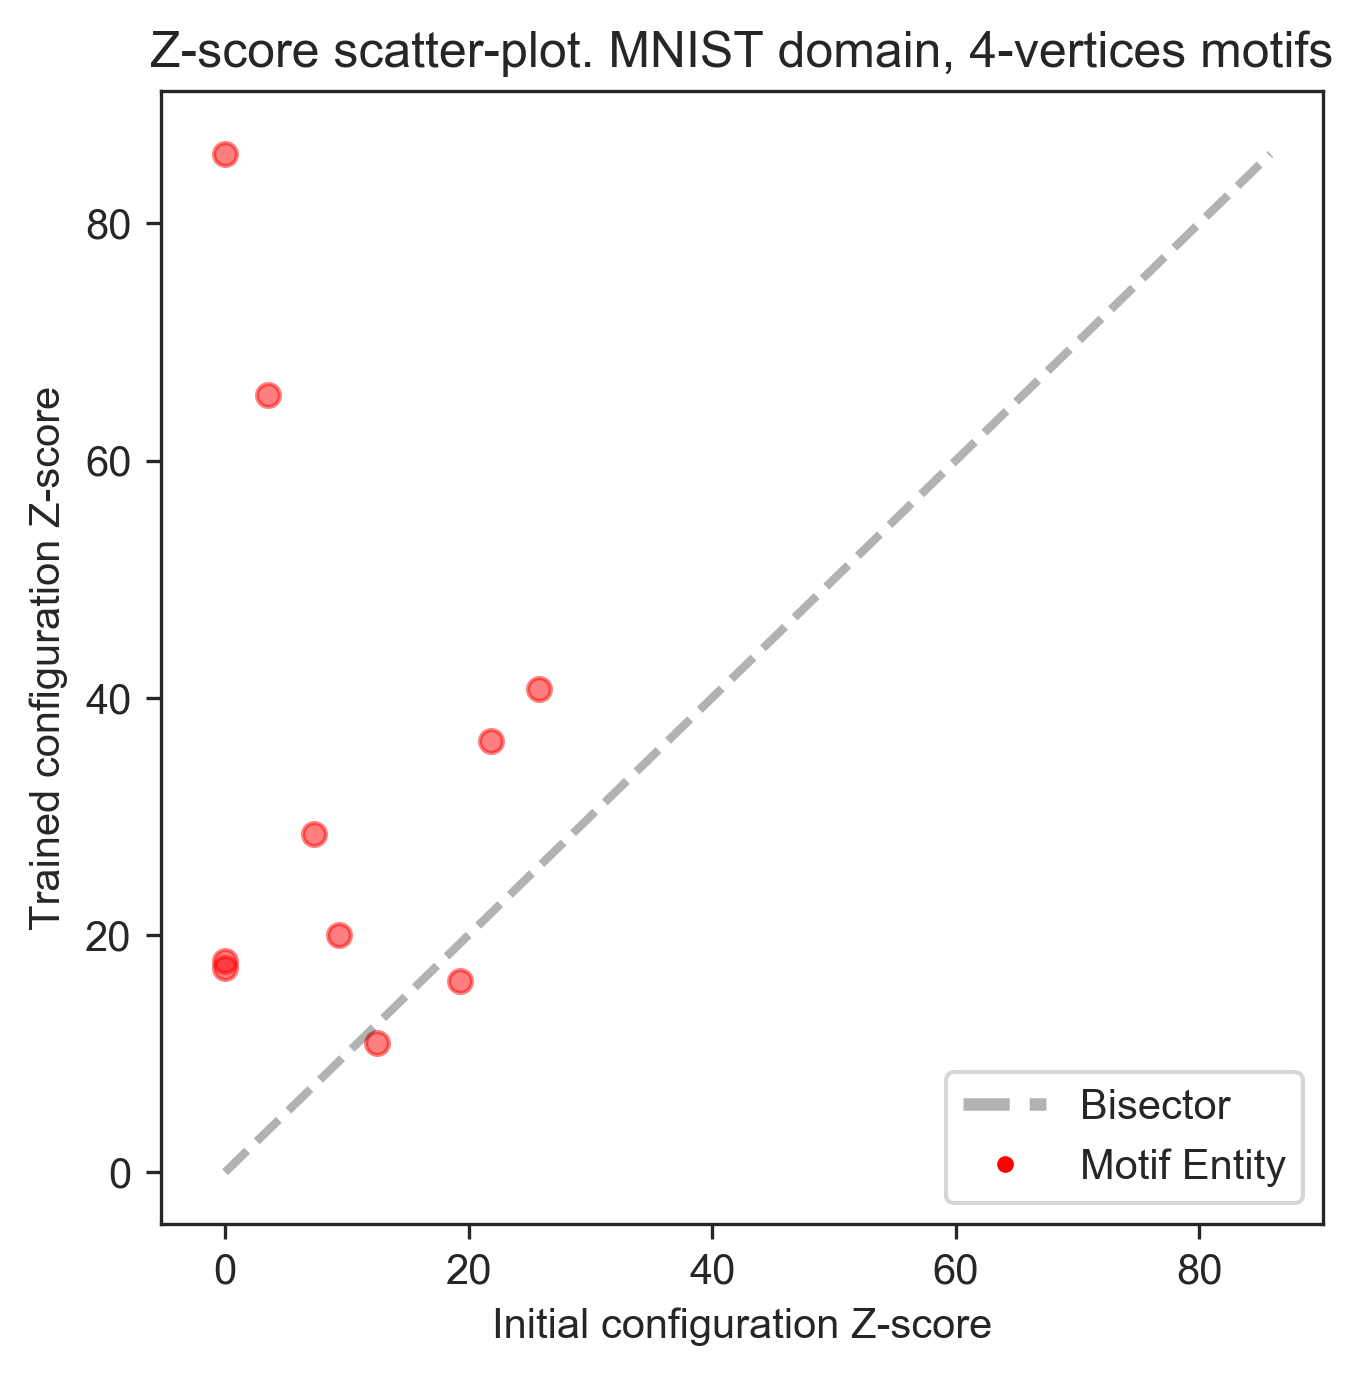 Z-score scatter-plot. MNIST domain, 4-vertices motifs
Trained configuration Z-score
80
60
40
20
0
0 20 40 60 80
Initial configuration Z-score
Bisector
Motif Entity